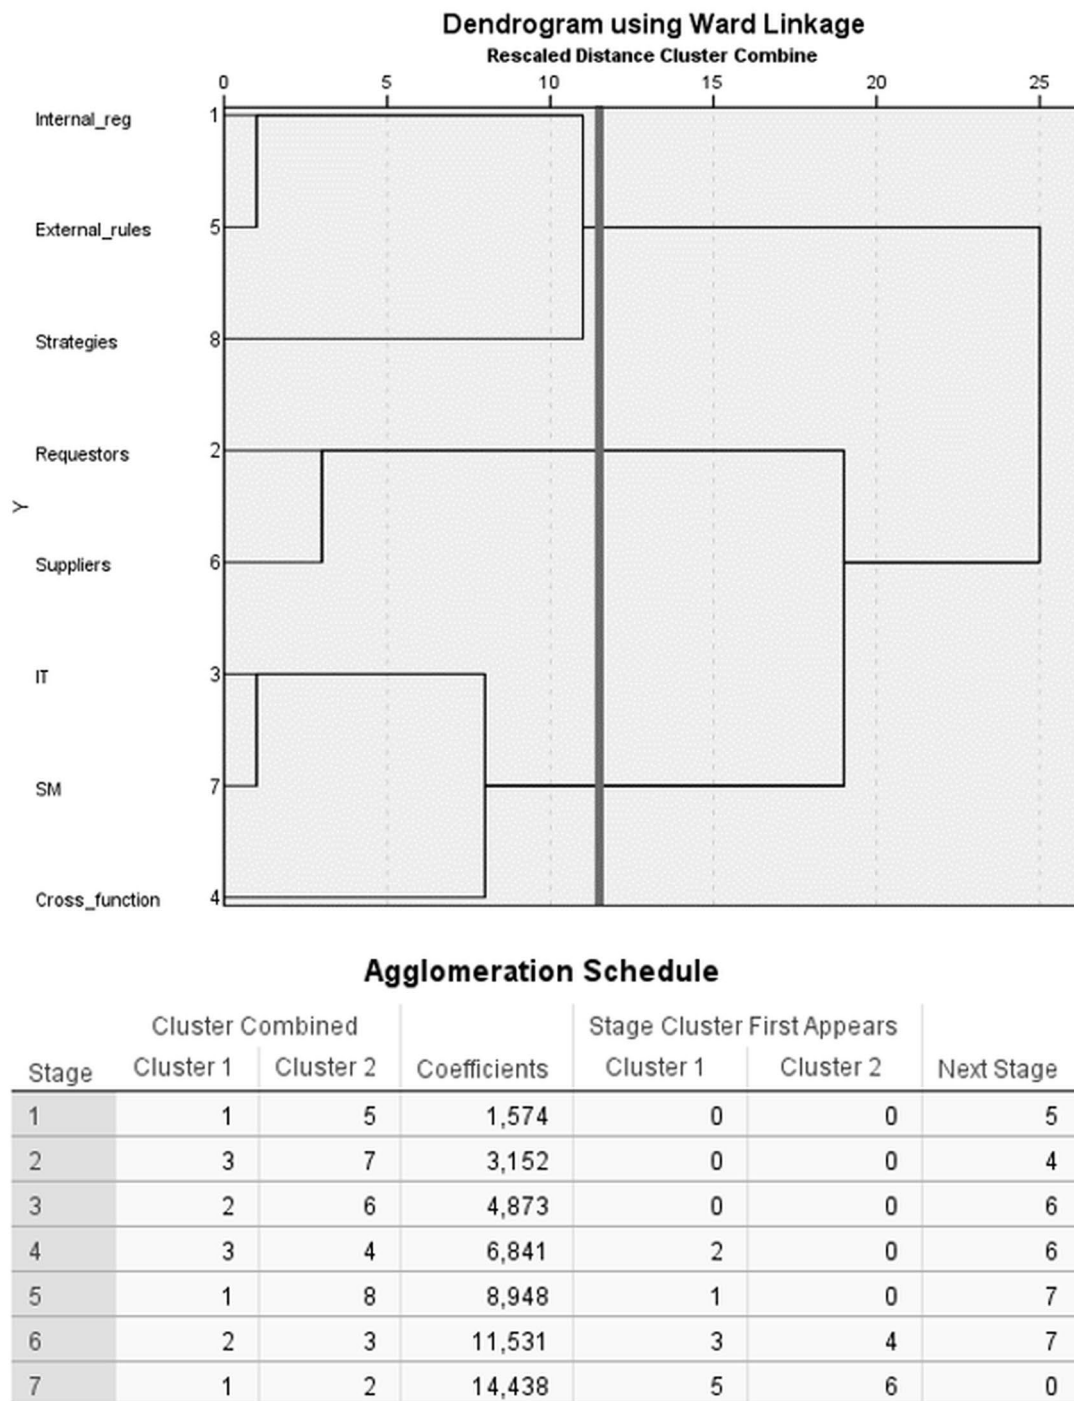 Dendrogram using Ward Linkage
Rescaled Distance Cluster Combine
0 5 10 15 20 25
Internal_reg 1
External_rules 5
Strategies 8
Requestors 2
Y
Suppliers 6
IT 3
SM 7
Cross_function 4
Agglomeration Schedule
Cluster Combined Stage Cluster First Appears
Stage Cluster 1 Cluster 2 Coefficients Cluster 1 Cluster 2 Next Stage
1 1 5 1,574 0 0 5
2 3 7 3,152 0 0 4
3 2 6 4,873 0 0 6
4 3 4 6,841 2 0 6
5 1 8 8,948 1 0 7
6 2 3 11,531 3 4 7
7 1 2 14,438 5 6 0